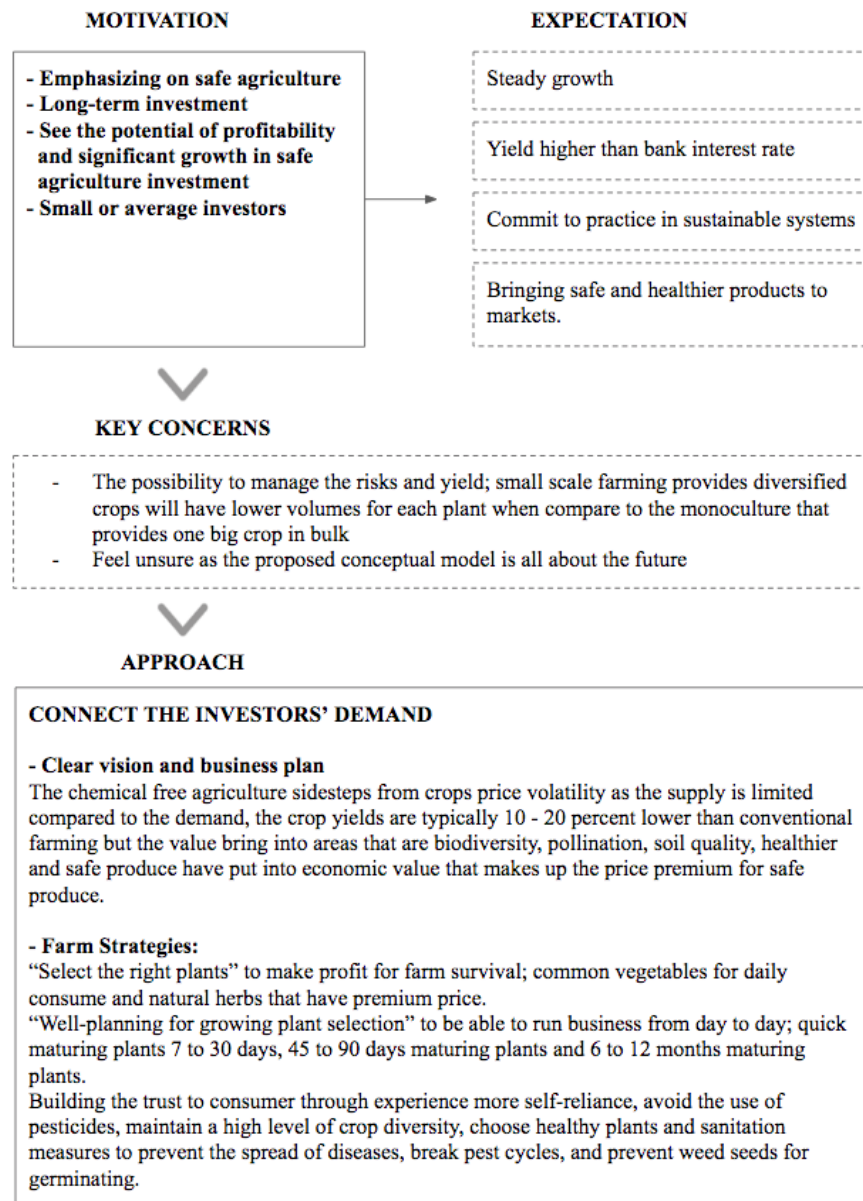 MOTIVATION
- Emphasizing on safe agriculture
- Long-term investment
- See the potential of profitability
and significant growth in safe
agriculture investment
- Small or average investors
EXPECTATION
Steady growth
Yield higher than bank interest rate
Commit to practice in sustainable systems
Bringing safe and healthier products to
markets.
KEY CONCERNS
- The possibility to manage the risks and yield; small scale farming provides diversified
crops will have lower volumes for each plant when compare to the monoculture that
provides one big crop in bulk
- Feel unsure as the proposed conceptual model is all about the future
APPROACH
CONNECT THE INVESTORS’ DEMAND
- Clear vision and business plan
The chemical free agriculture sidesteps from crops price volatility as the supply is limited
compared to the demand, the crop yields are typically 10 - 20 percent lower than conventional
farming but the value bring into areas that are biodiversity, pollination, soil quality, healthier
and safe produce have put into economic value that makes up the price premium for safe
produce.
- Farm Strategies:
“Select the right plants” to make profit for farm survival; common vegetables for daily
consume and natural herbs that have premium price.
“Well-planning for growing plant selection” to be able to run business from day to day; quick
maturing plants 7 to 30 days, 45 to 90 days maturing plants and 6 to 12 months maturing
plants.
Building the trust to consumer through experience more self-reliance, avoid the use of
pesticides, maintain a high level of crop diversity, choose healthy plants and sanitation
measures to prevent the spread of diseases, break pest cycles, and prevent weed seeds for
germinating.